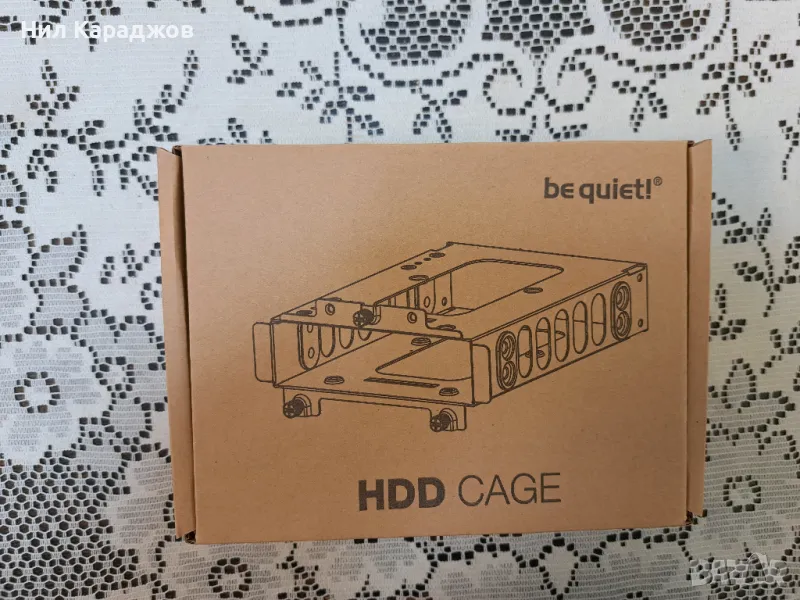 Нил Караджов
be quiet!®
HDD CAGE